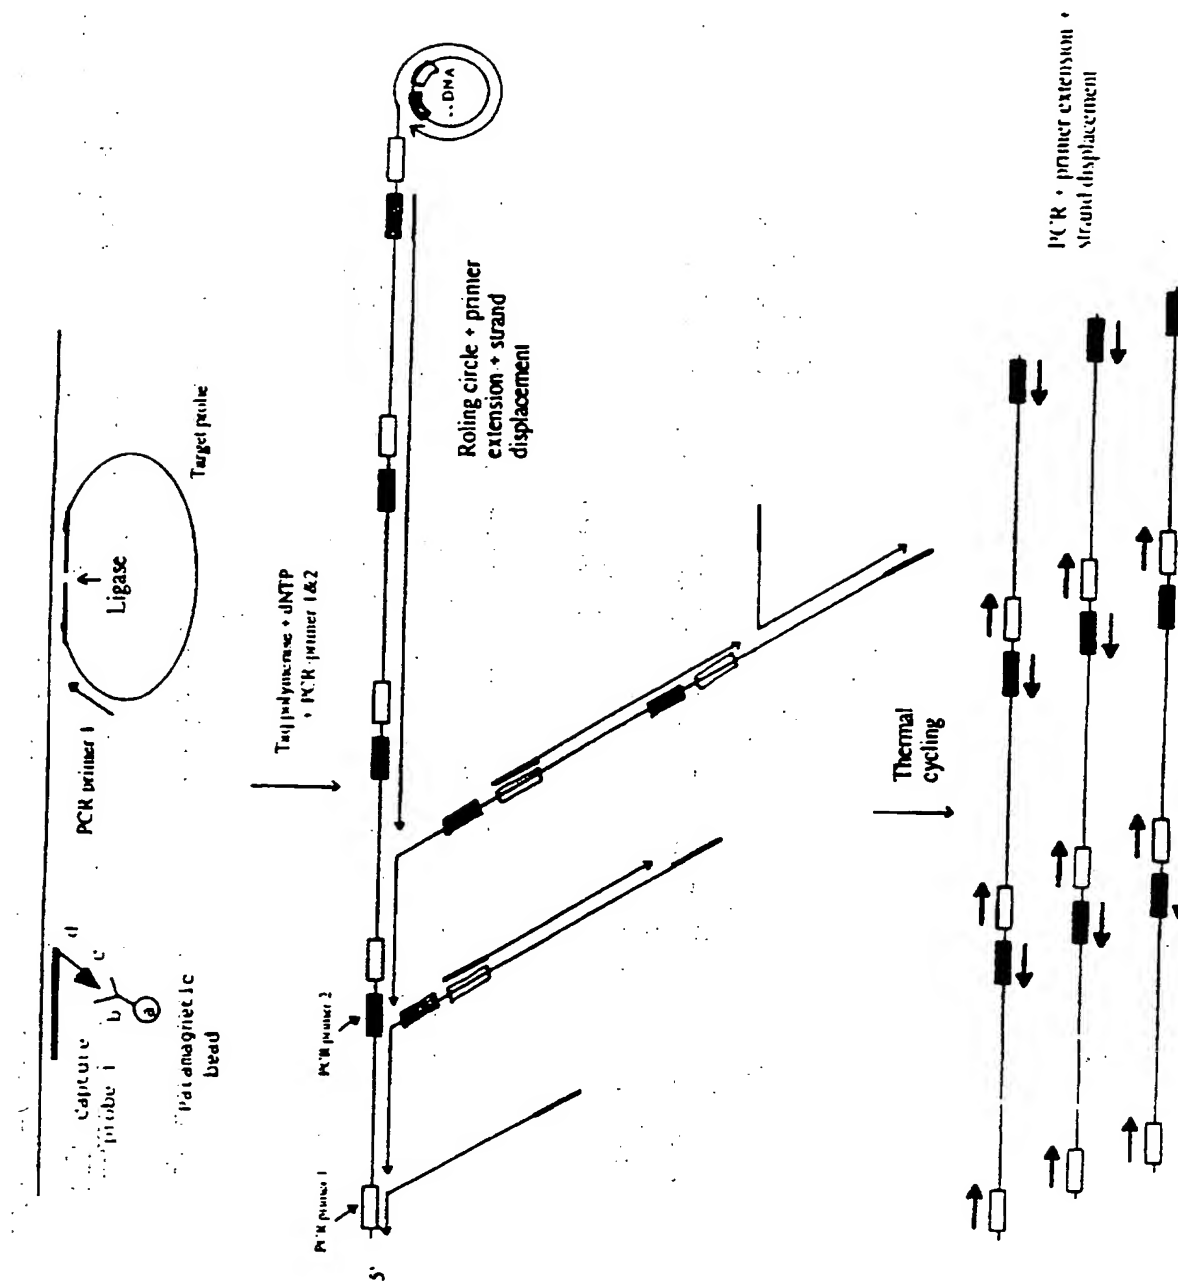 capture
probe 1
b
c
d
a
Paramagnetic
bead
PCR primer 1
Ligase
Target probe
Taq polymerase + dNTP
+ PCR primer 1&2
5'
PCR primer 1
PCR primer 2
..DNA
Rolling circle + primer
extension + strand
displacement
Thermal
cycling
PCR + primer extension +
strand displacement